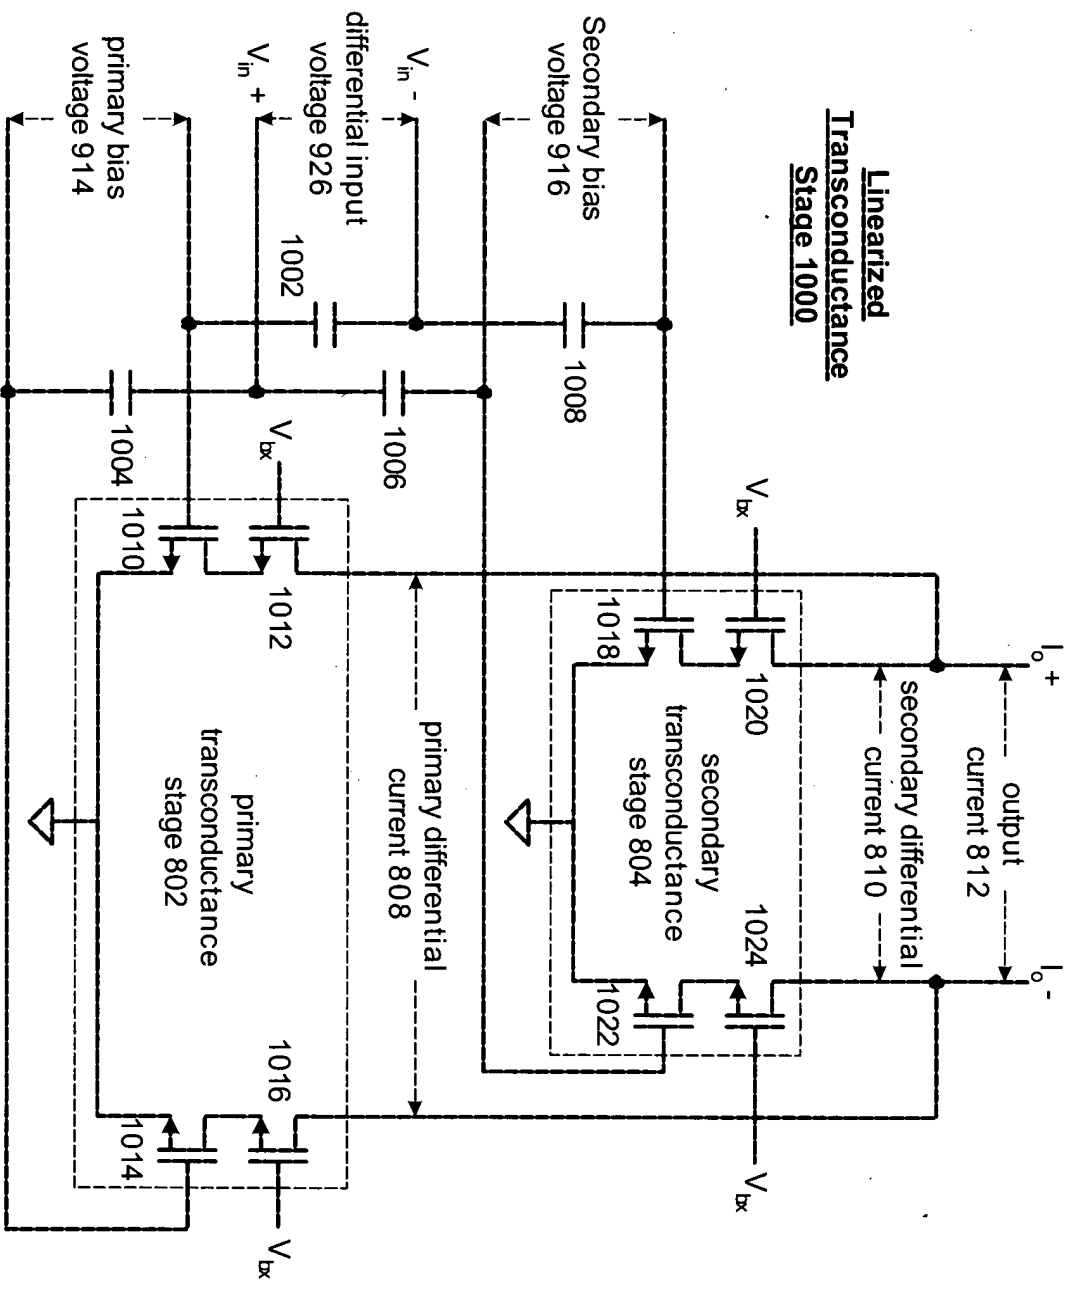 Linearized
Transconductance
Stage 1000
I₀ +
output
current 812
I₀ -
secondary differential
current 810
V_bx
1020
1024
V_bx
secondary
transconductance
stage 804
1018
1022
Secondary bias
voltage 916
1008
V_in -
differential input
voltage 926
V_in +
1002
1006
primary differential
current 808
V_bx
1012
1016
V_bx
primary
transconductance
stage 802
1010
1014
1004
primary bias
voltage 914